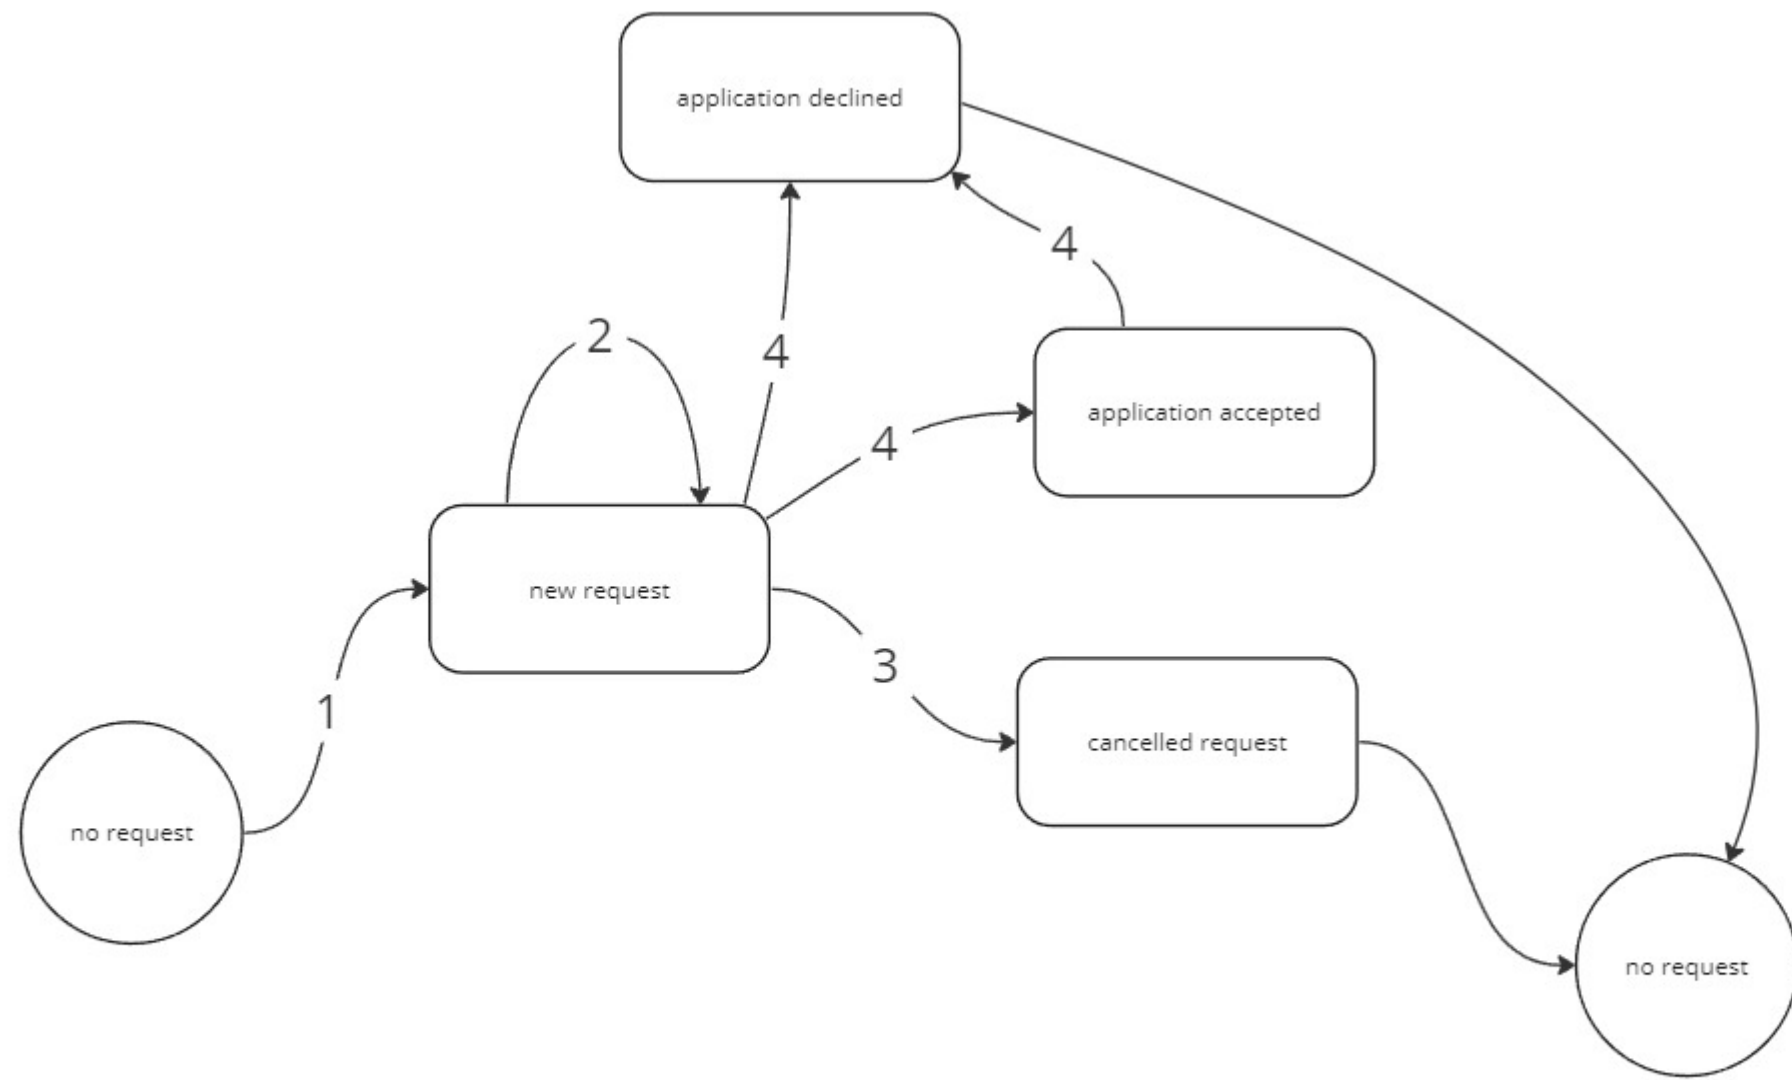 application declined
4
2
4
application accepted
4
new request
3
1
cancelled request
no request
no request